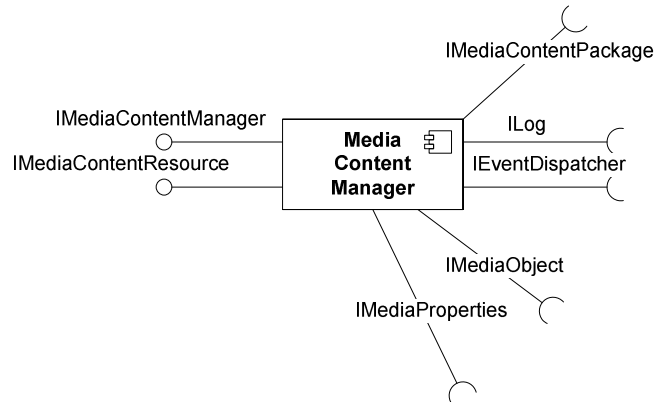 IMediaContentPackage
IMediaContentManager
ILog
IMediaContentResource
Media
Content
Manager
IEventDispatcher
IMediaObject
IMediaProperties